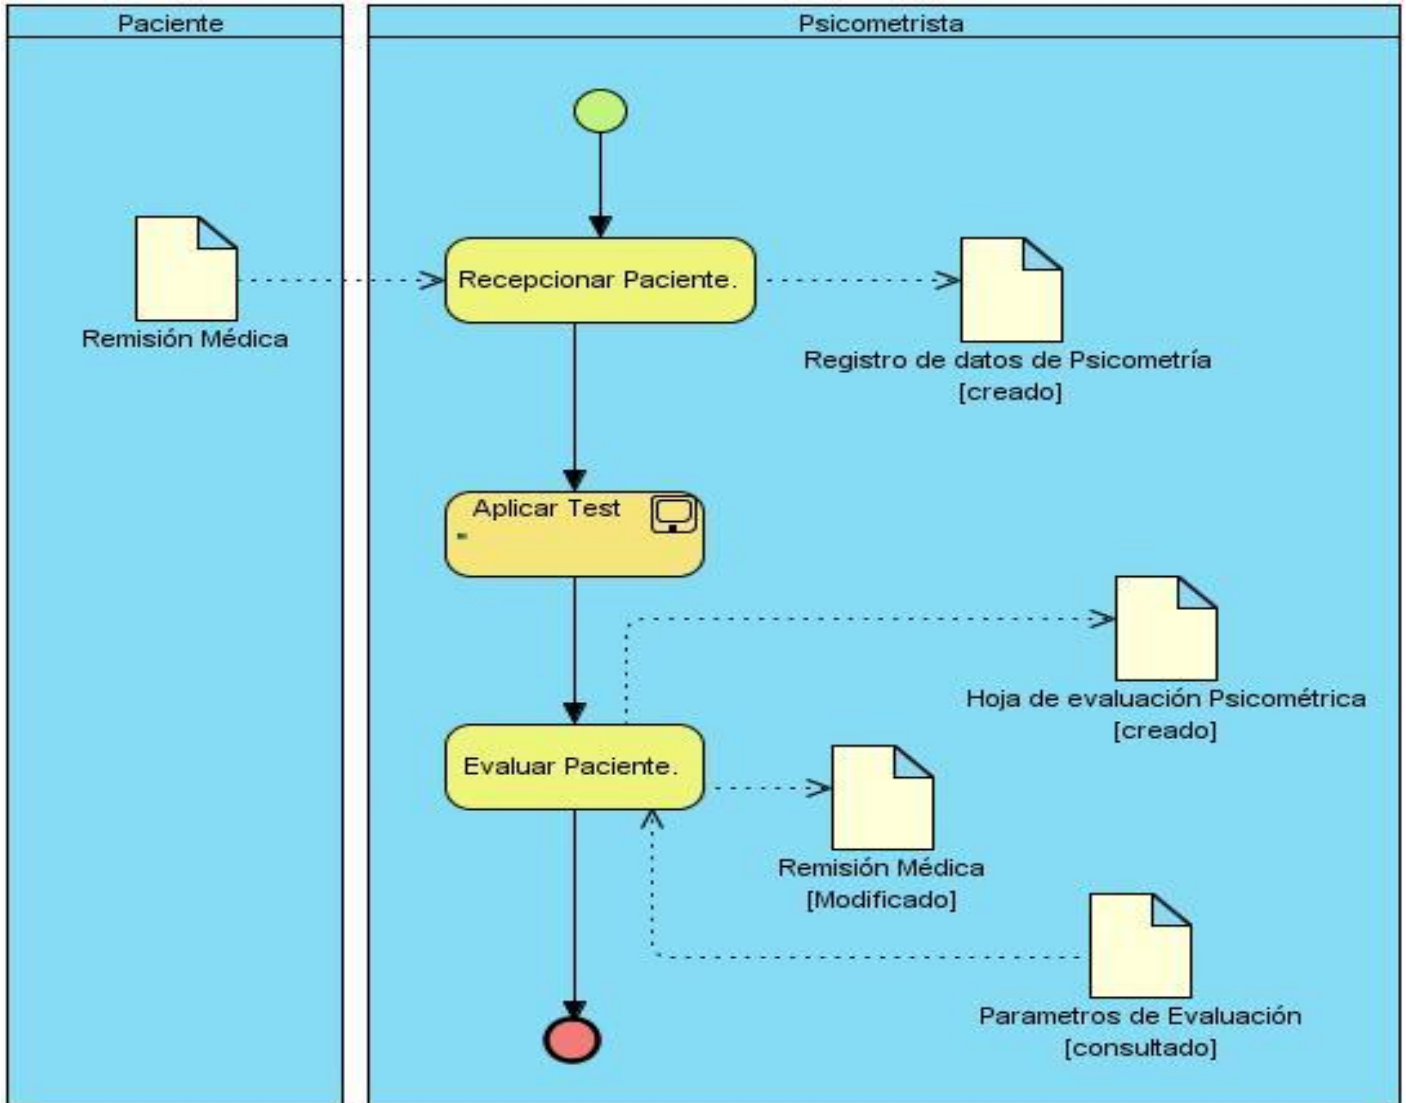 Paciente
Psicometrista
Remisión Médica
Recepcionar Paciente.
Registro de datos de Psicometría
[creado]
Aplicar Test
Hoja de evaluación Psicométrica
[creado]
Evaluar Paciente.
Remisión Médica
[Modificado]
Parametros de Evaluación
[consultado]